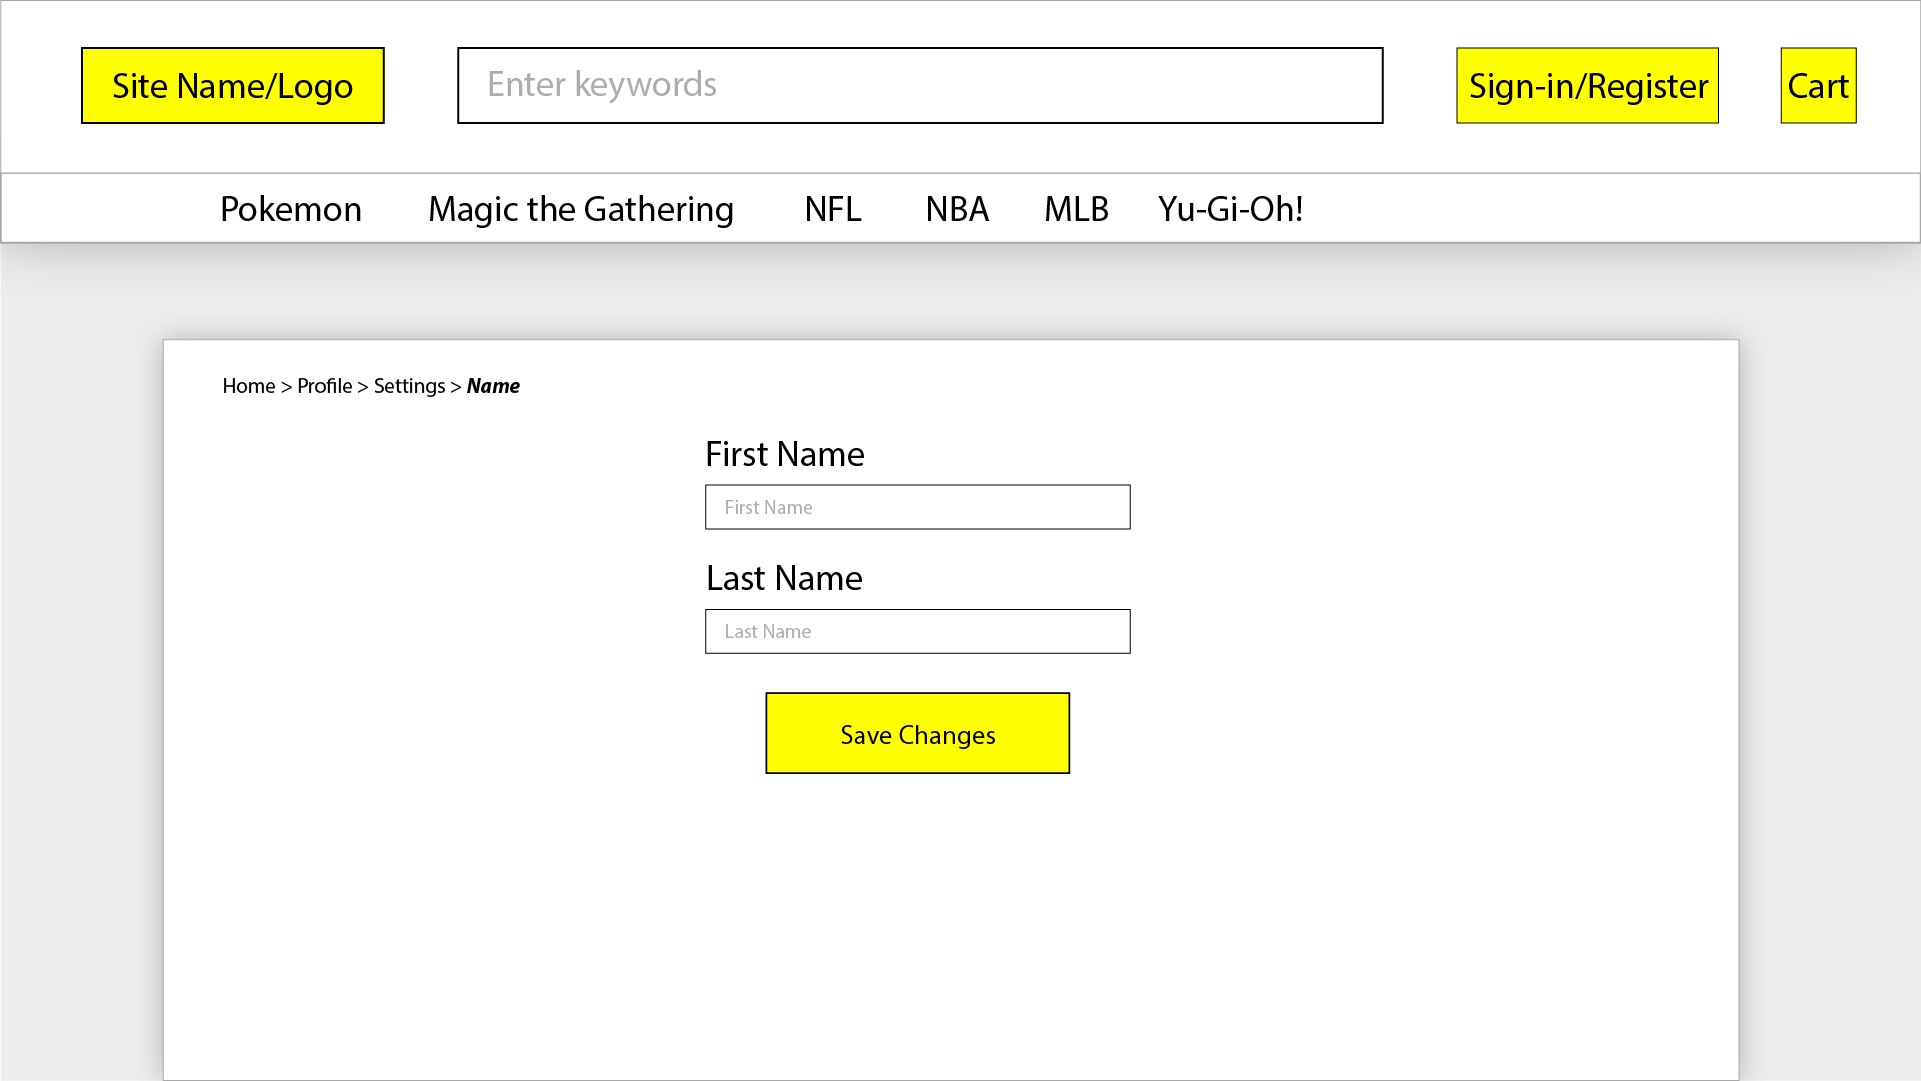 Site Name/Logo
Enter keywords
Sign-in/Register
Cart
Pokemon
Magic the Gathering
NFL
NBA
MLB
Yu-Gi-Oh!
Home > Profile > Settings > Name
First Name
First Name
Last Name
Last Name
Save Changes